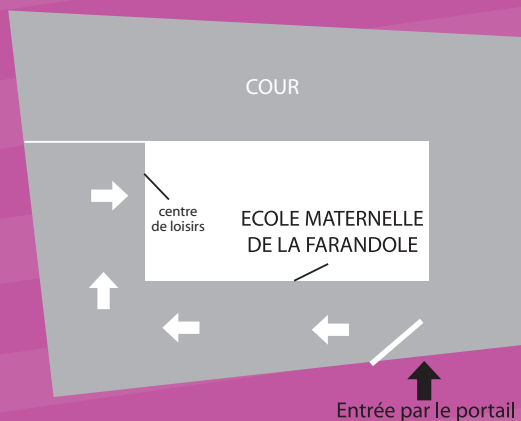 COUR
centre
de loisirs
ECOLE MATERNELLE
DE LA FARANDOLE
Entrée par le portail